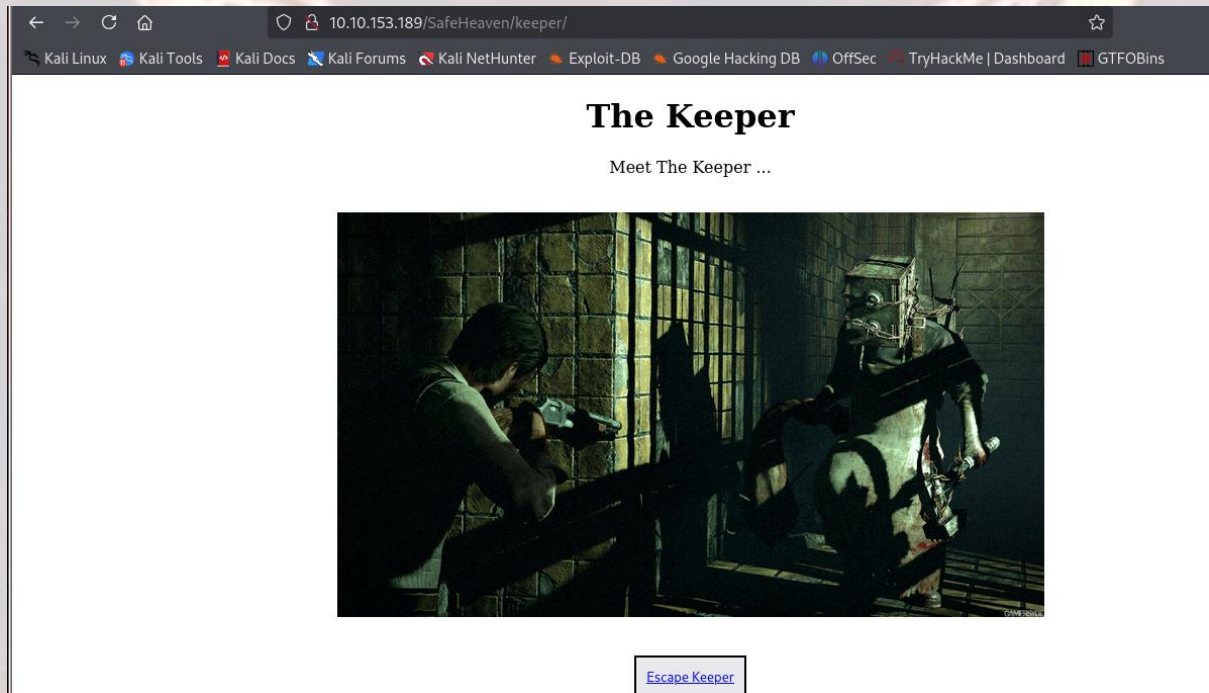 10.10.153.189/SafeHeaven/keeper/
Kali Linux Kali Tools Kali Docs Kali Forums Kali NetHunter Exploit-DB Google Hacking DB OffSec TryHackMe | Dashboard GTFOBins
The Keeper
Meet The Keeper ...
Escape Keeper